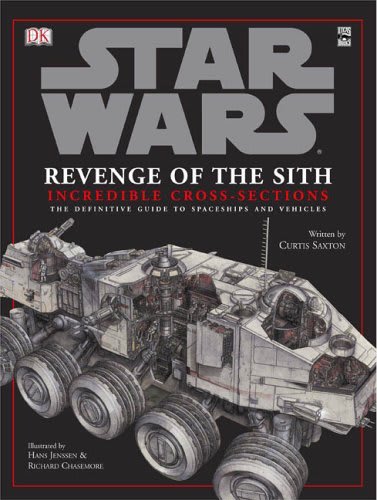 DK
STAR
WARS
REVENGE OF THE SITH
INCREDIBLE CROSS-SECTIONS
THE DEFINITIVE GUIDE TO SPACESHIPS AND VEHICLES
Written by
CURTIS SAXTON
Illustrated by
HANS JENSSEN &
RICHARD CHASEMORE